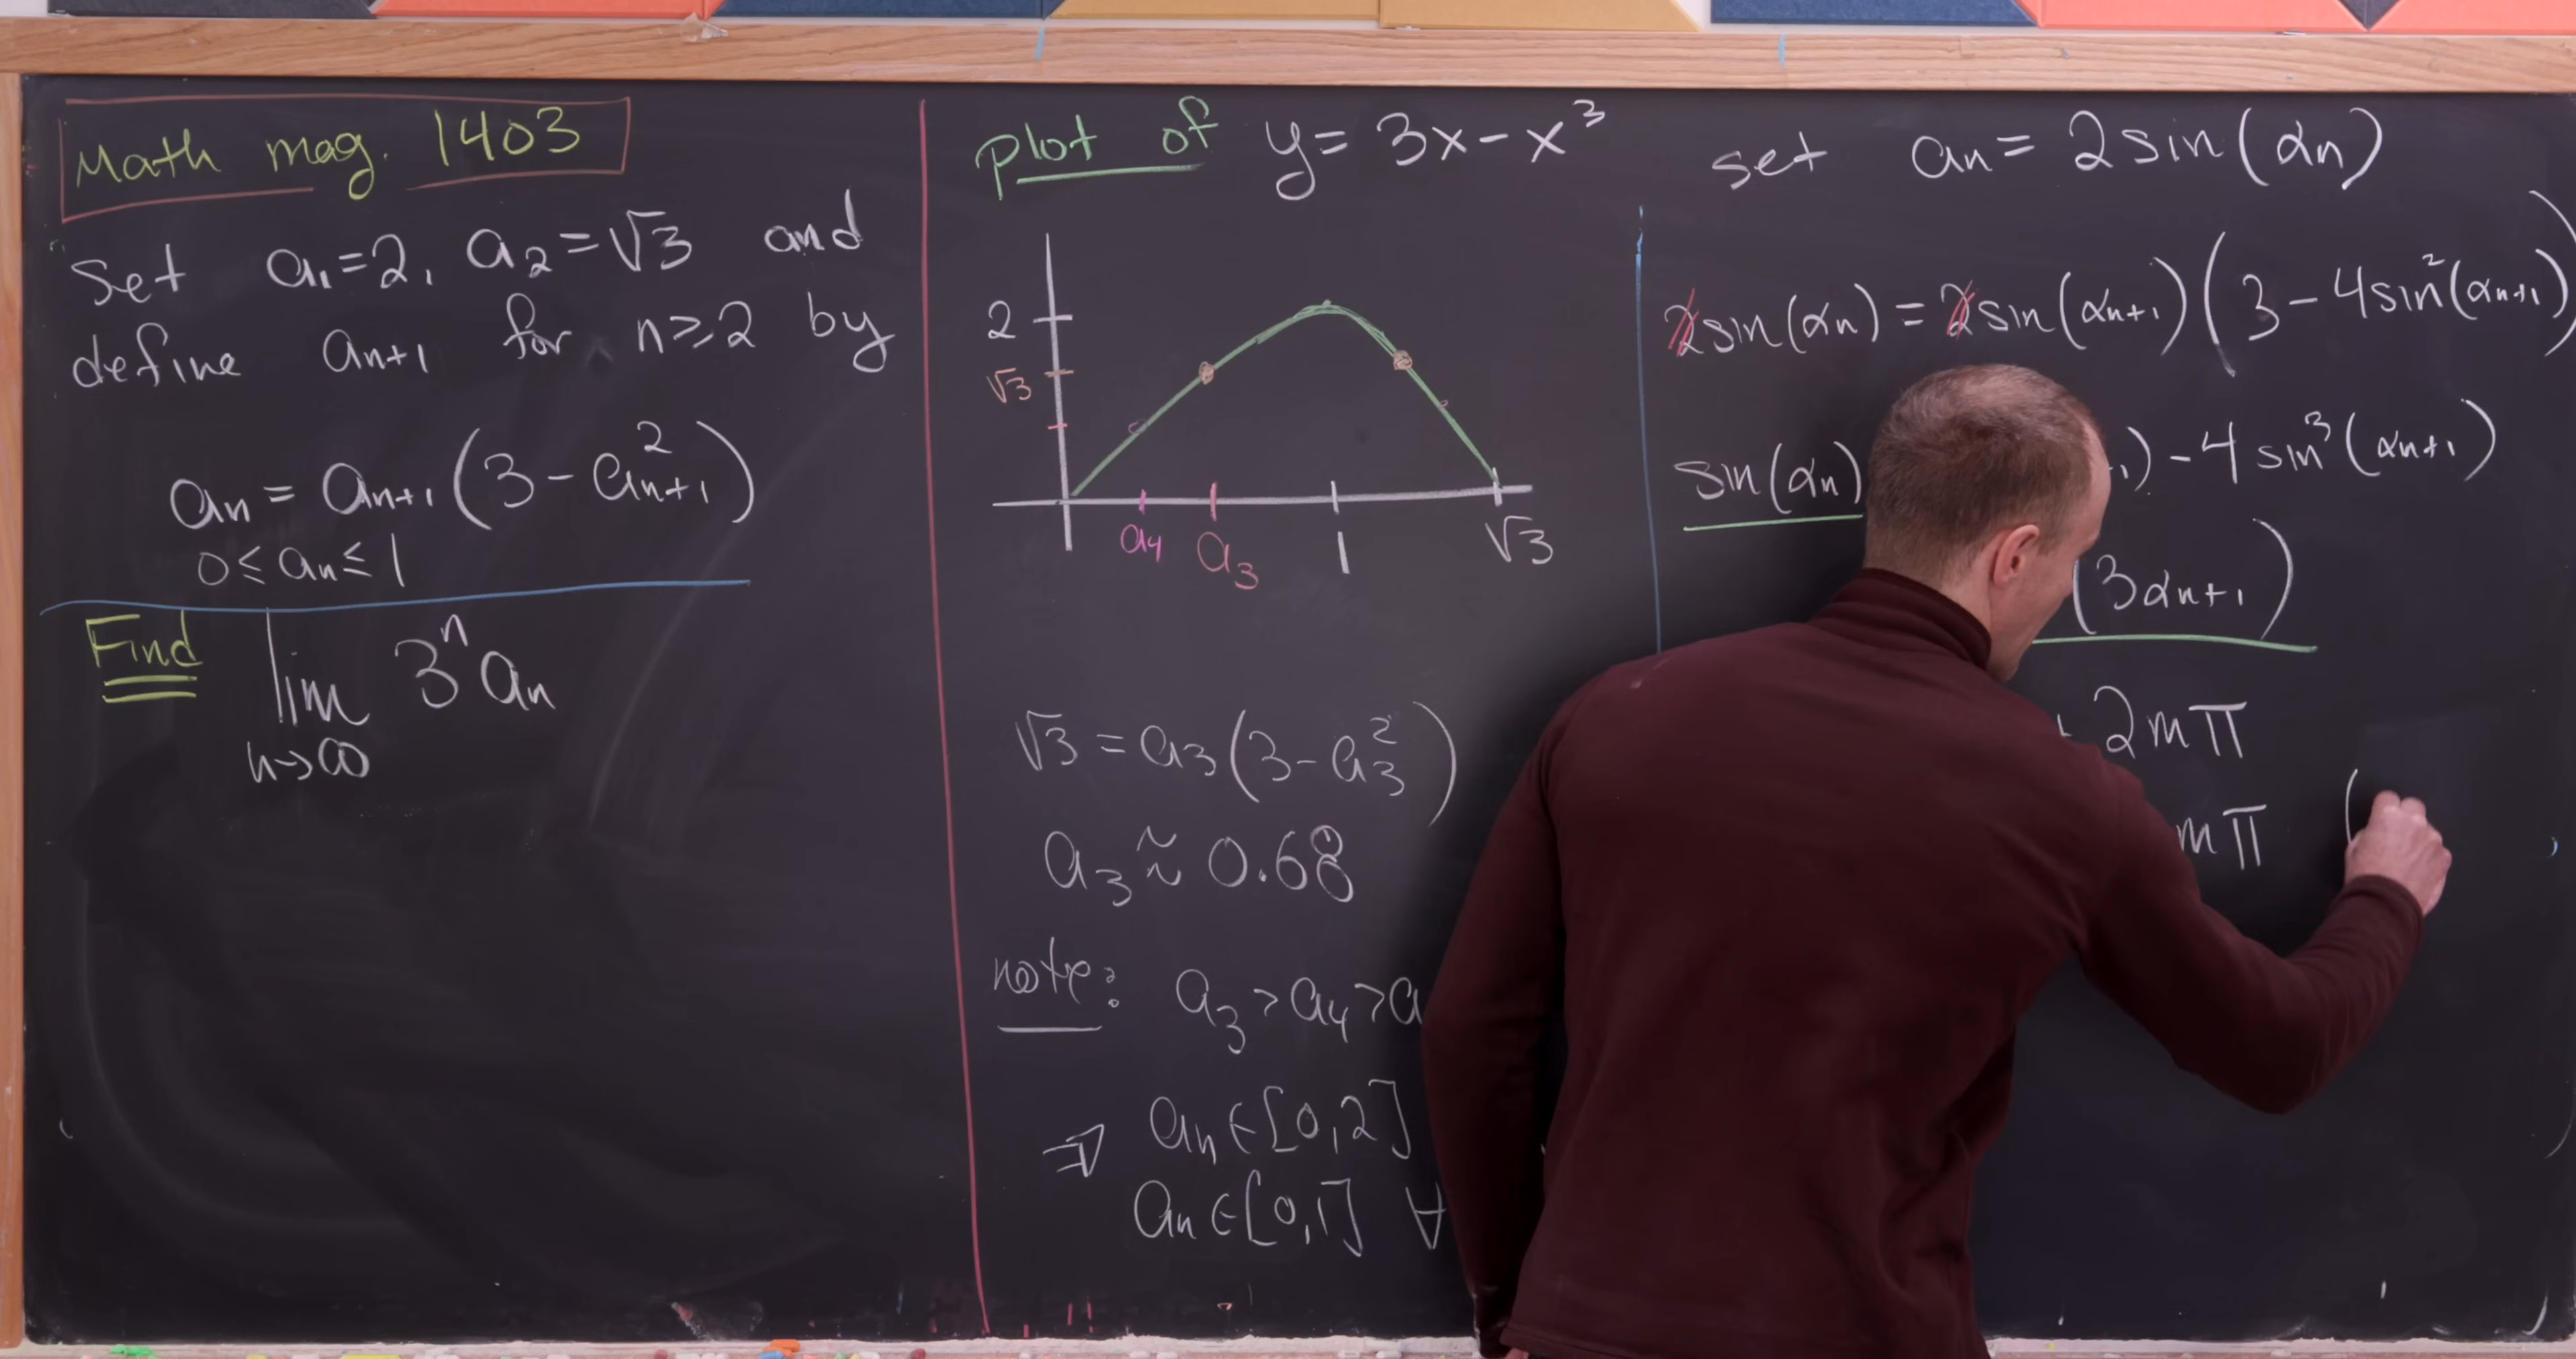 Math mag. 1403
Set a₁=2, a₂=√3 and
define aₙ₊₁ for n≥2 by
aₙ = aₙ₊₁(3-aₙ₊₁²)
0≤aₙ≤1
Find lim 3ⁿaₙ
n→∞
plot of y=3x-x³
2
√3
a₄ a₃ 1 √3
√3 = a₃(3-a₃²)
a₃ ≈ 0.68
note: a₃>a₄>a
⇒ aₙ∈[0,2]
aₙ∈[0,1] ∀
set aₙ=2sin(αₙ)
2sin(αₙ)=2sin(αₙ₊₁)(3-4sin²(αₙ₊₁))
sin(αₙ) ₁)-4sin³(αₙ₊₁)
(3αₙ₊₁)
2mπ
mπ (